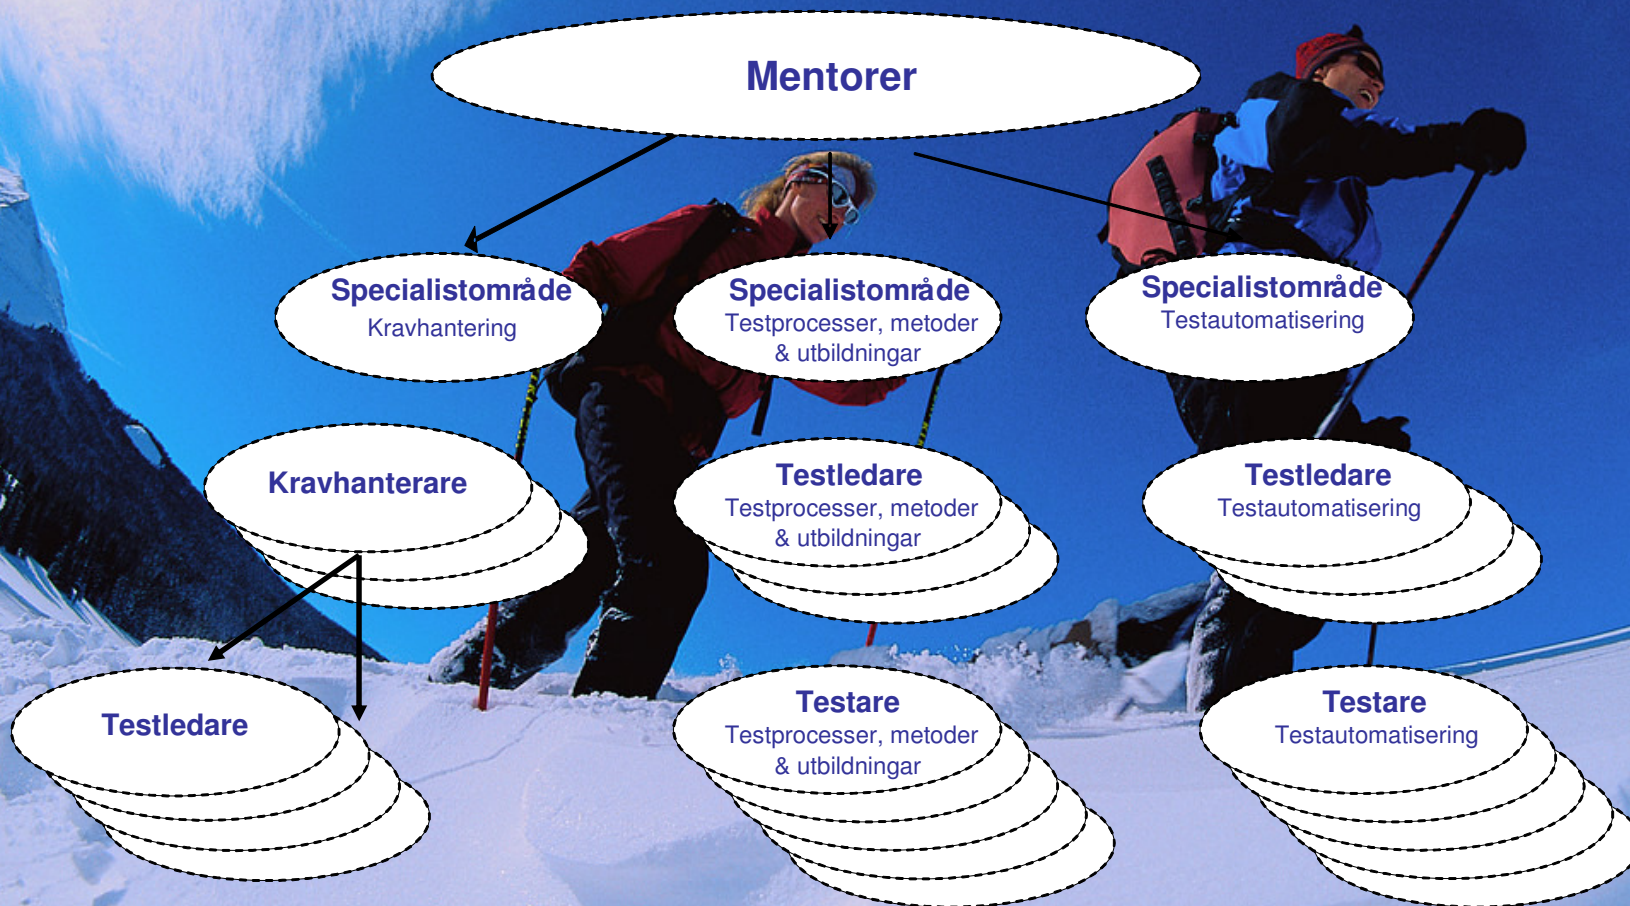 Mentorer
Specialistområde
Kravhantering
Specialistområde
Testprocesser, metoder
& utbildningar
Specialistområde
Testautomatisering
Kravhanterare
Testledare
Testprocesser, metoder
& utbildningar
Testledare
Testautomatisering
Testledare
Testare
Testprocesser, metoder
& utbildningar
Testare
Testautomatisering